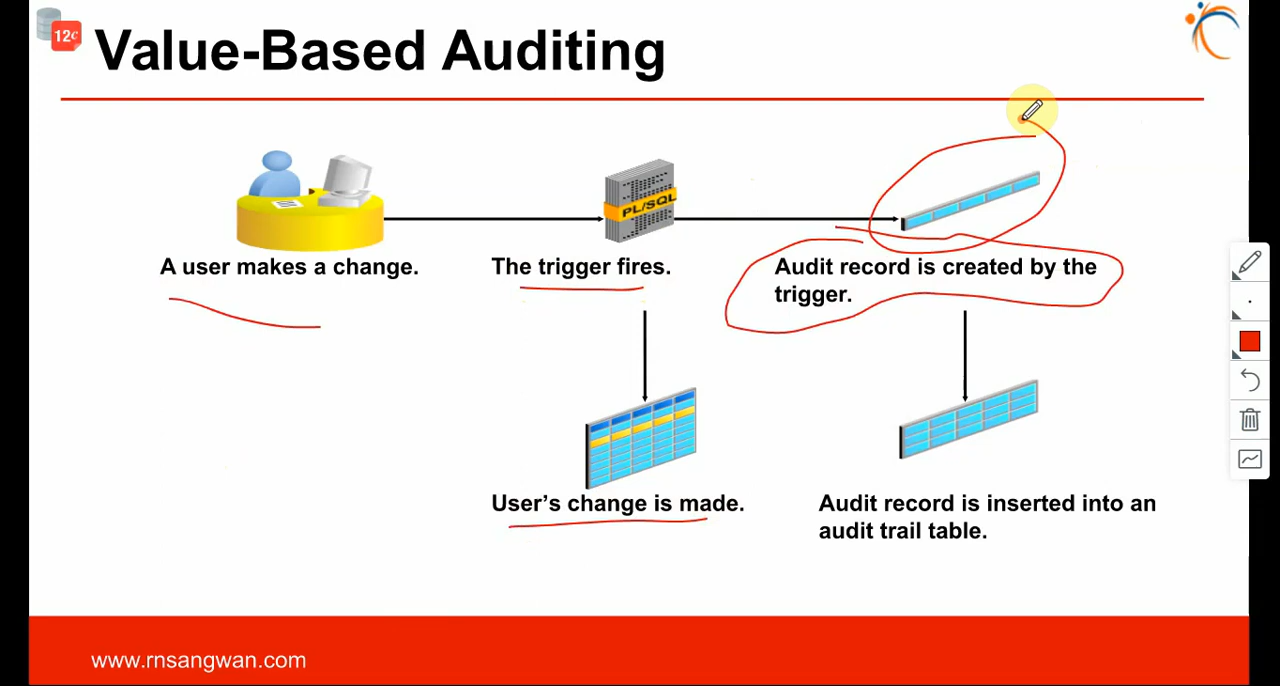 12c
Value-Based Auditing
PL/SQL
A user makes a change.
The trigger fires.
Audit record is created by the
trigger.
User’s change is made.
Audit record is inserted into an
audit trail table.
www.rnsangwan.com